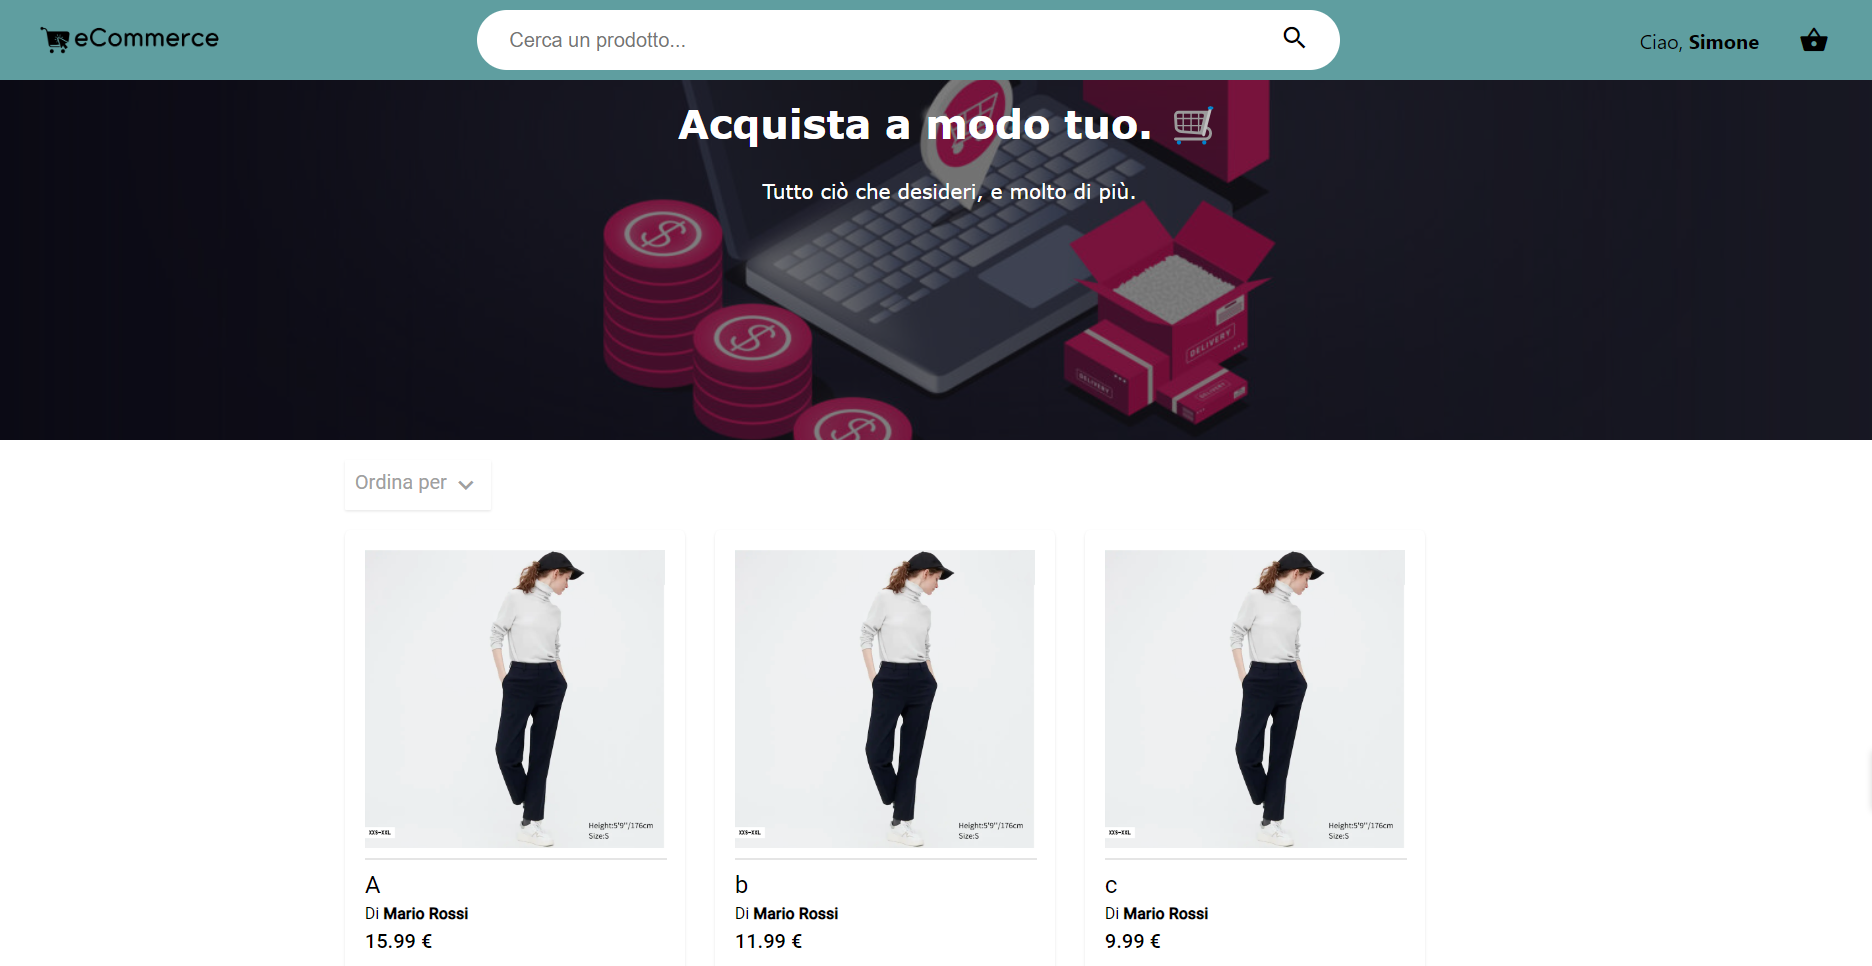 eCommerce
Cerca un prodotto...
Ciao, Simone
Acquista a modo tuo.
Tutto ciò che desideri, e molto di più.
DELIVERY
DELIVERY
DELIVERY
Ordina per
XXS-XXL
Height:5'9''/176cm
Size:S
A
Di Mario Rossi
15.99 €
XXS-XXL
Height:5'9''/176cm
Size:S
b
Di Mario Rossi
11.99 €
XXS-XXL
Height:5'9''/176cm
Size:S
c
Di Mario Rossi
9.99 €